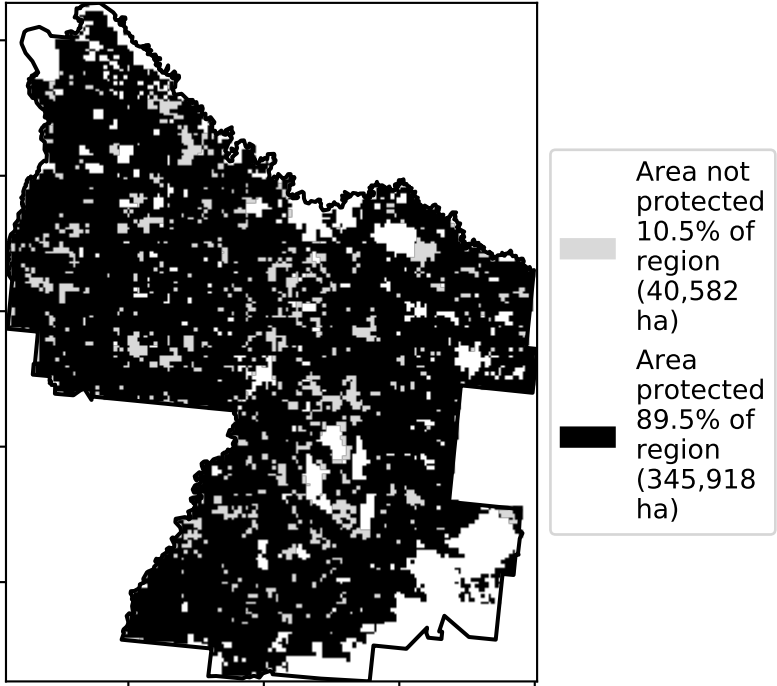 Area not
protected
10.5% of
region
(40,582
ha)
Area
protected
89.5% of
region
(345,918
ha)